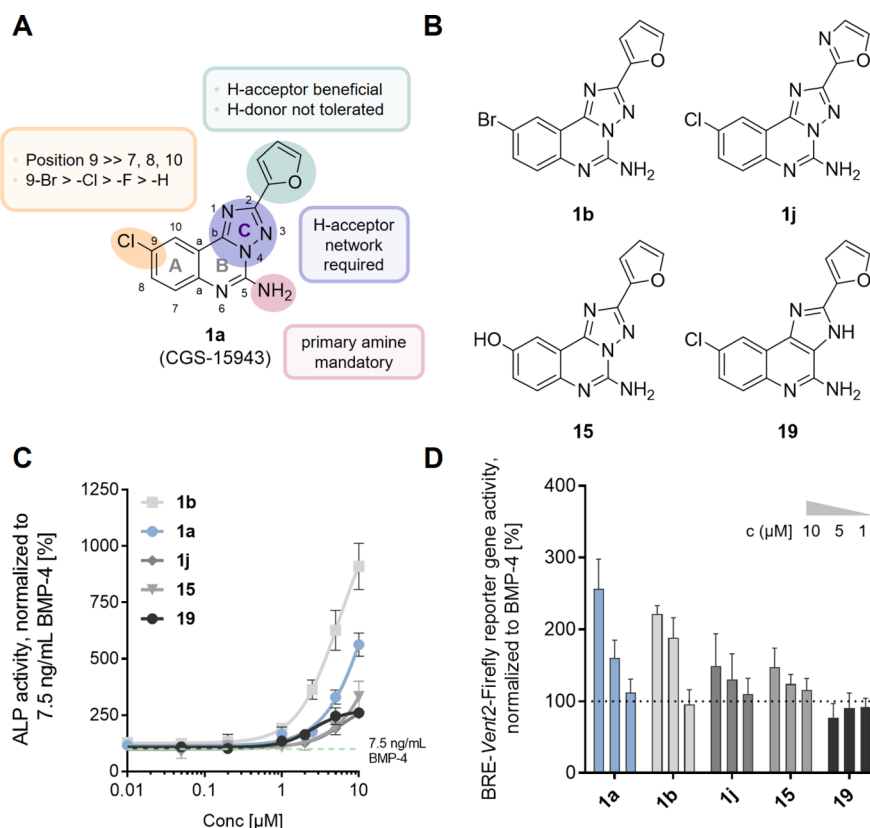 A
H-acceptor beneficial
H-donor not tolerated
Position 9 >> 7, 8, 10
9-Br > -Cl > -F > -H
H-acceptor
network
required
primary amine
mandatory
O
N
N
N
N
NH2
Cl
A
B
C
1
2
3
4
5
6
7
8
9
10
a
a
b
1a
(CGS-15943)
B
O
N
N
N
N
NH2
Br
1b
N
O
N
N
N
N
NH2
Cl
1j
O
N
N
N
N
NH2
HO
15
O
N
NH
N
NH2
Cl
19
C
ALP activity, normalized to
7.5 ng/mL BMP-4 [%]
1250
1000
750
500
250
0
1b
1a
1j
15
19
7.5 ng/mL
BMP-4
0.01
0.1
1
10
Conc [µM]
D
BRE-Vent2-Firefly reporter gene activity,
normalized to BMP-4 [%]
400
300
200
100
0
c (µM)
10 5 1
1a
1b
1j
15
19